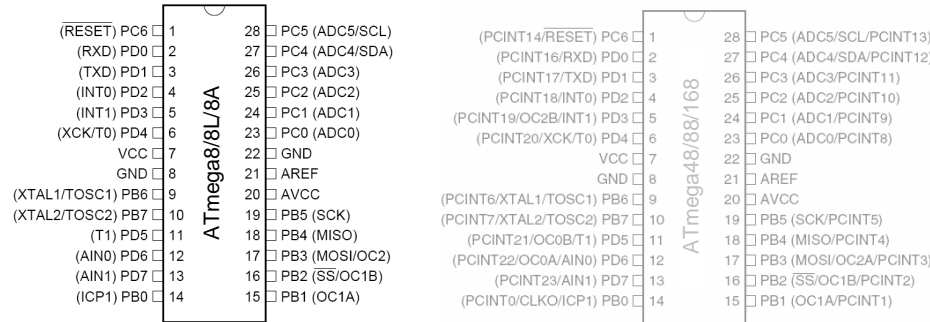 (RESET) PC6 1 28 PC5 (ADC5/SCL)
(RXD) PD0 2 27 PC4 (ADC4/SDA)
(TXD) PD1 3 26 PC3 (ADC3)
(INT0) PD2 4 25 PC2 (ADC2)
(INT1) PD3 5 24 PC1 (ADC1)
(XCK/T0) PD4 6 23 PC0 (ADC0)
VCC 7 22 GND
GND 8 21 AREF
(XTAL1/TOSC1) PB6 9 20 AVCC
(XTAL2/TOSC2) PB7 10 19 PB5 (SCK)
(T1) PD5 11 18 PB4 (MISO)
(AIN0) PD6 12 17 PB3 (MOSI/OC2)
(AIN1) PD7 13 16 PB2 (SS/OC1B)
(ICP1) PB0 14 15 PB1 (OC1A)
ATmega8/8L/8A
(PCINT14/RESET) PC6 1 28 PC5 (ADC5/SCL/PCINT13)
(PCINT16/RXD) PD0 2 27 PC4 (ADC4/SDA/PCINT12)
(PCINT17/TXD) PD1 3 26 PC3 (ADC3/PCINT11)
(PCINT18/INT0) PD2 4 25 PC2 (ADC2/PCINT10)
(PCINT19/OC2B/INT1) PD3 5 24 PC1 (ADC1/PCINT9)
(PCINT20/XCK/T0) PD4 6 23 PC0 (ADC0/PCINT8)
VCC 7 22 GND
GND 8 21 AREF
(PCINT6/XTAL1/TOSC1) PB6 9 20 AVCC
(PCINT7/XTAL2/TOSC2) PB7 10 19 PB5 (SCK/PCINT5)
(PCINT21/OC0B/T1) PD5 11 18 PB4 (MISO/PCINT4)
(PCINT22/OC0A/AIN0) PD6 12 17 PB3 (MOSI/OC2A/PCINT3)
(PCINT23/AIN1) PD7 13 16 PB2 (SS/OC1B/PCINT2)
(PCINT0/CLKO/ICP1) PB0 14 15 PB1 (OC1A/PCINT1)
ATmega48/88/168